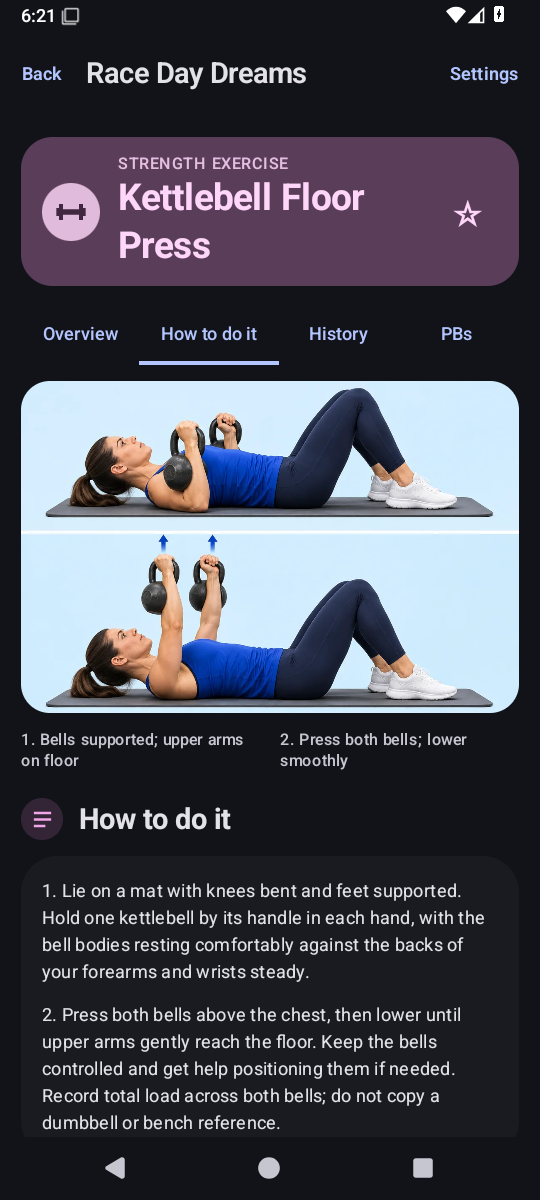 6:21
Back
Race Day Dreams
Settings
STRENGTH EXERCISE
Kettlebell Floor
Press
Overview
How to do it
History
PBs
1. Bells supported; upper arms
on floor
2. Press both bells; lower
smoothly
How to do it
1. Lie on a mat with knees bent and feet supported.
Hold one kettlebell by its handle in each hand, with the
bell bodies resting comfortably against the backs of
your forearms and wrists steady.
2. Press both bells above the chest, then lower until
upper arms gently reach the floor. Keep the bells
controlled and get help positioning them if needed.
Record total load across both bells; do not copy a
dumbbell or bench reference.